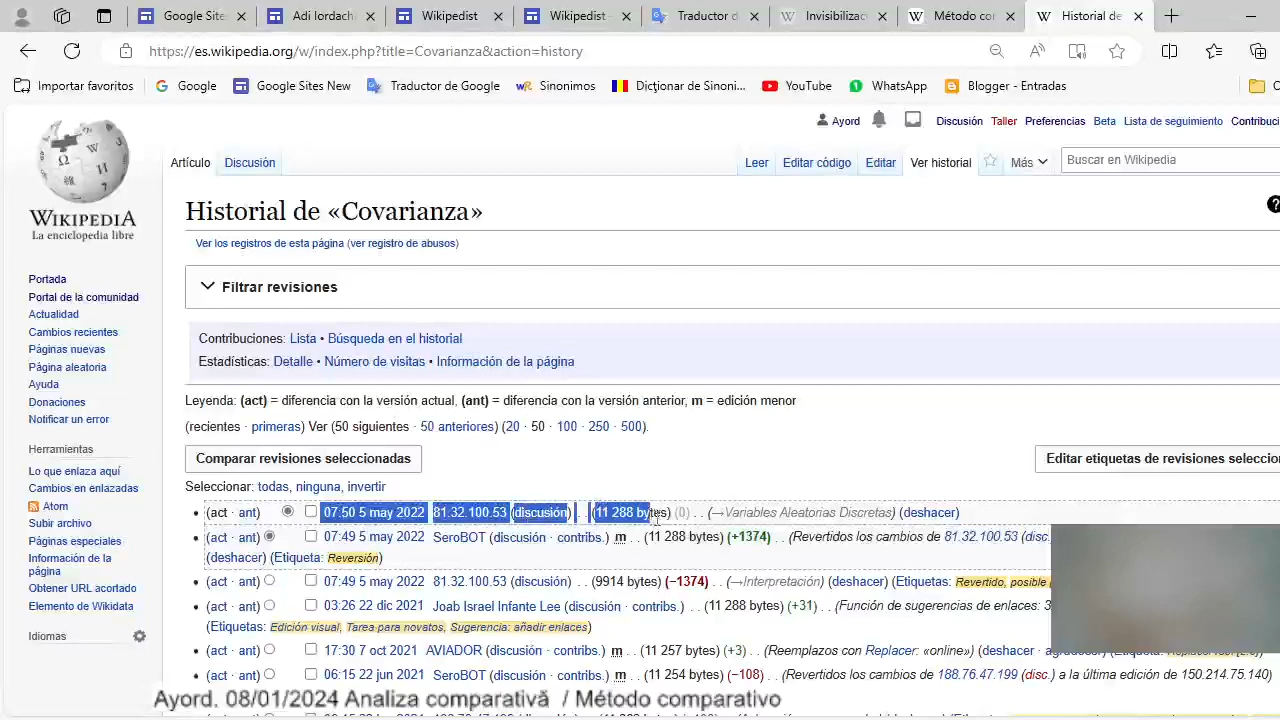 Google Site
Adi Iordach
Wikipedist
Wikipedist
Traductor d
Invisibilizac
Método cor
Historial de
https://es.wikipedia.org/w/index.php?title=Covarianza&action=history
Importar favoritos
Google
Google Sites New
Traductor de Google
wR Sinonimos
Dicționar de Sinoni...
YouTube
WhatsApp
Blogger - Entradas
Ayord
Discusión
Taller
Preferencias
Beta
Lista de seguimiento
Contribuci
Artículo
Discusión
Leer
Editar código
Editar
Ver historial
Más
Buscar en Wikipedia
WIKIPEDIA
La enciclopedia libre
Historial de «Covarianza»
Ver los registros de esta página (ver registro de abusos)
Portada
Portal de la comunidad
Actualidad
Cambios recientes
Páginas nuevas
Página aleatoria
Ayuda
Donaciones
Notificar un error
Herramientas
Lo que enlaza aquí
Cambios en enlazadas
Atom
Subir archivo
Páginas especiales
Información de la
página
Obtener URL acortado
Elemento de Wikidata
Idiomas
Filtrar revisiones
Contribuciones: Lista • Búsqueda en el historial
Estadísticas: Detalle • Número de visitas • Información de la página
Leyenda: (act) = diferencia con la versión actual, (ant) = diferencia con la versión anterior, m = edición menor
(recientes · primeras) Ver (50 siguientes · 50 anteriores) (20 · 50 · 100 · 250 · 500).
Comparar revisiones seleccionadas
Editar etiquetas de revisiones seleccio
Seleccionar: todas, ninguna, invertir
(act · ant) 07:50 5 may 2022 81.32.100.53 (discusión) . . (11 288 bytes) (0) . . (→Variables Aleatorias Discretas) (deshacer)
(act · ant) 07:49 5 may 2022 SeroBOT (discusión · contribs.) m . . (11 288 bytes) (+1374) . . (Revertidos los cambios de 81.32.100.53 (disc.
(deshacer) (Etiqueta: Reversión)
(act · ant) 07:49 5 may 2022 81.32.100.53 (discusión) . . (9914 bytes) (−1374) . . (→Interpretación) (deshacer) (Etiquetas: Revertido, posible
(act · ant) 03:26 22 dic 2021 Joab Israel Infante Lee (discusión · contribs.) . . (11 288 bytes) (+31) . . (Función de sugerencias de enlaces: 3
(Etiquetas: Edición visual, Tarea para novatos, Sugerencia: añadir enlaces)
(act · ant) 17:30 7 oct 2021 AVIADOR (discusión · contribs.) m . . (11 257 bytes) (+3) . . (Reemplazos con Replacer: «online») (deshacer
(act · ant) 06:15 22 jun 2021 SeroBOT (discusión · contribs.) m . . (11 254 bytes) (−108) . . (Revertidos los cambios de 188.76.47.199 (disc.) a la última edición de 150.214.75.140)
Ayord. 08/01/2024 Analiza comparativă / Método comparativo